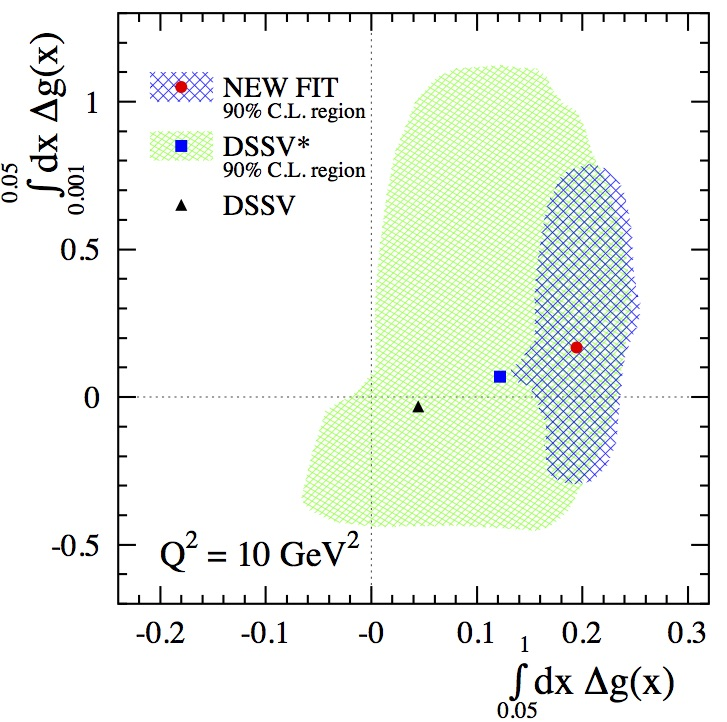 NEW FIT
90% C.L. region
DSSV*
90% C.L. region
DSSV
0.05
∫ dx Δg(x)
0.001
1
0.5
0
-0.5
Q² = 10 GeV²
-0.2 -0.1 -0 0.1 0.2 0.3
1
∫ dx Δg(x)
0.05